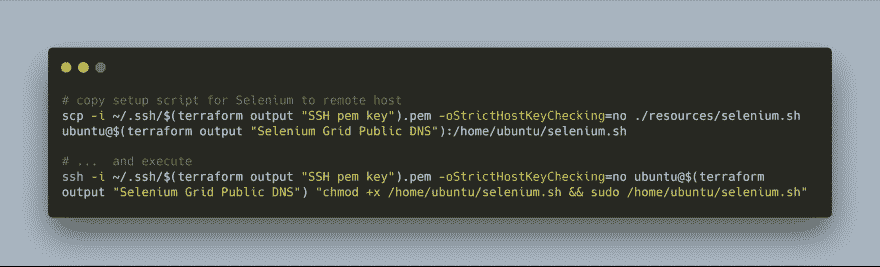 # copy setup script for Selenium to remote host
scp -i ~/.ssh/$(terraform output "SSH pem key").pem -oStrictHostKeyChecking=no ./resources/selenium.sh
ubuntu@$(terraform output "Selenium Grid Public DNS"):/home/ubuntu/selenium.sh
# ...  and execute
ssh -i ~/.ssh/$(terraform output "SSH pem key").pem -oStrictHostKeyChecking=no ubuntu@$(terraform
output "Selenium Grid Public DNS") "chmod +x /home/ubuntu/selenium.sh && sudo /home/ubuntu/selenium.sh"